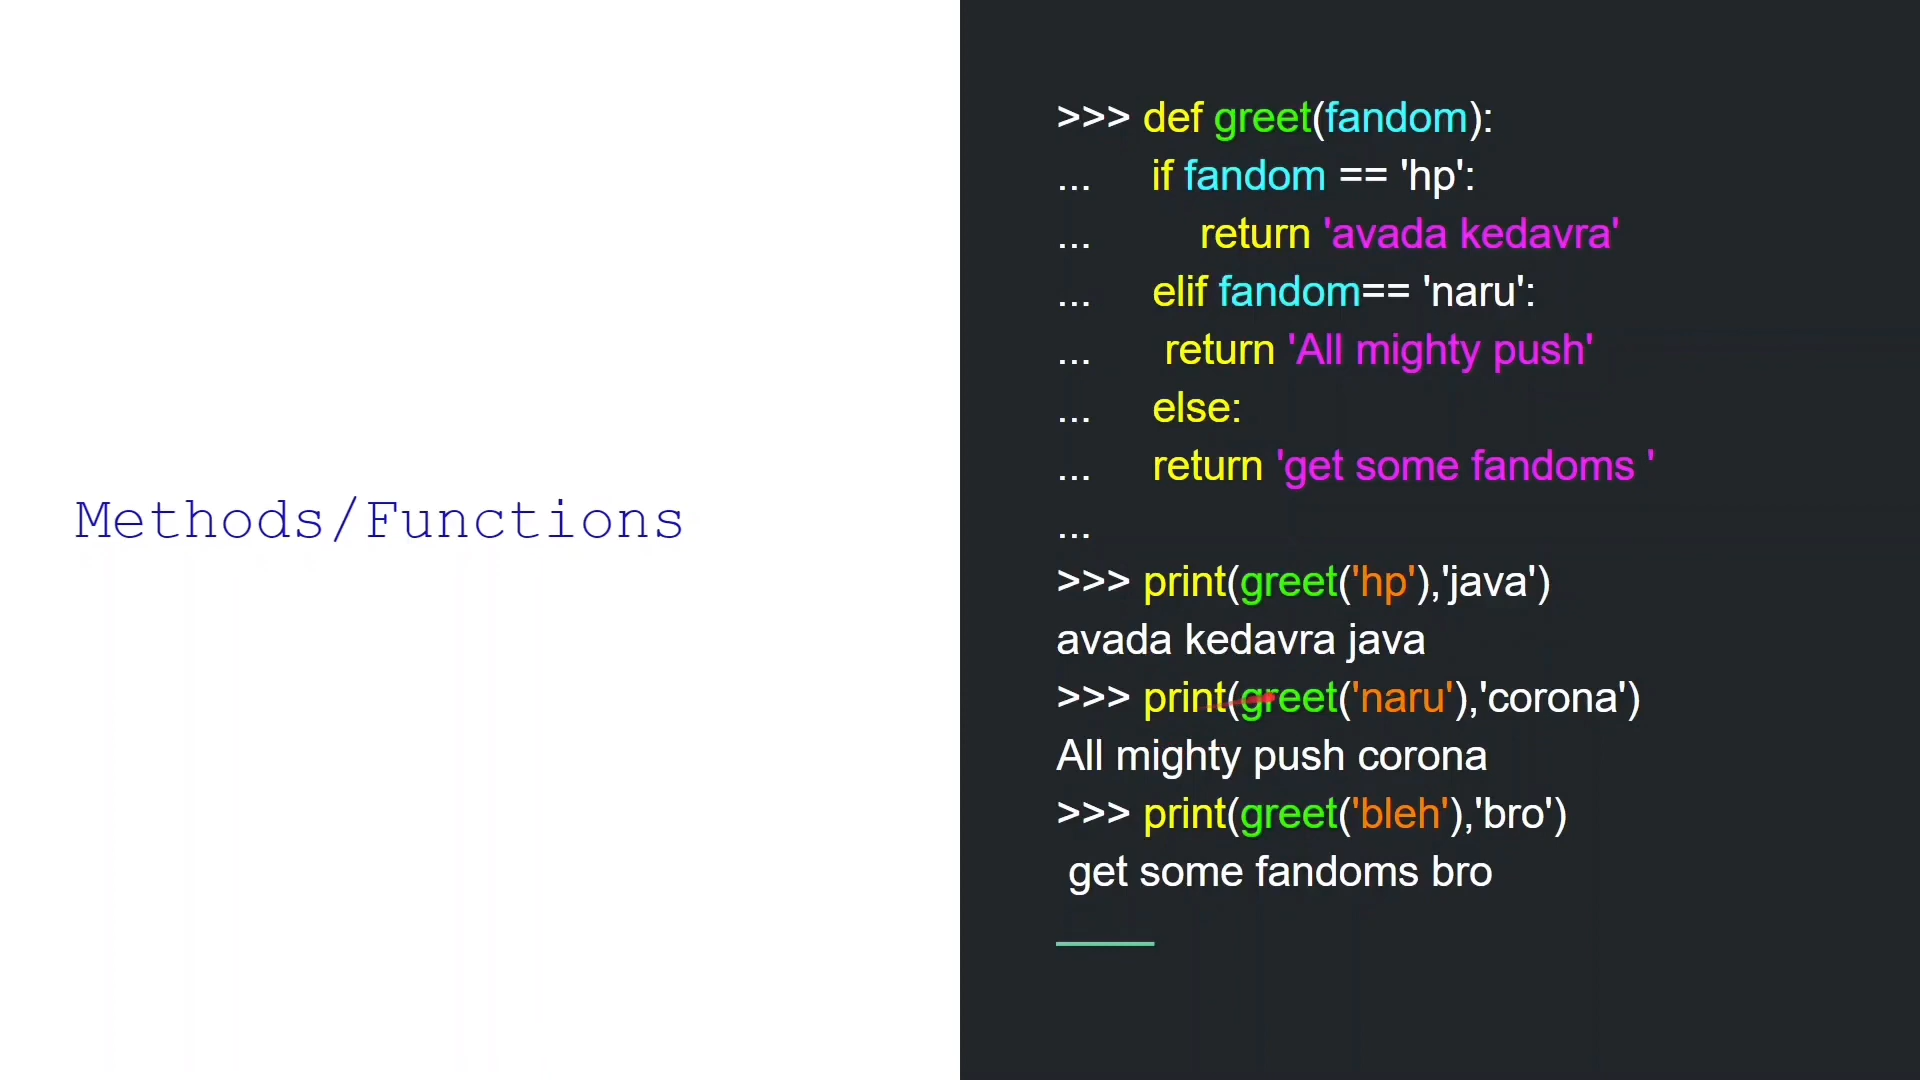 Methods/Functions
>>> def greet(fandom):
...     if fandom == 'hp':
...         return 'avada kedavra'
...     elif fandom== 'naru':
...      return 'All mighty push'
...     else:
...     return 'get some fandoms '
...
>>> print(greet('hp'),'java')
avada kedavra java
>>> print(greet('naru'),'corona')
All mighty push corona
>>> print(greet('bleh'),'bro')
 get some fandoms bro